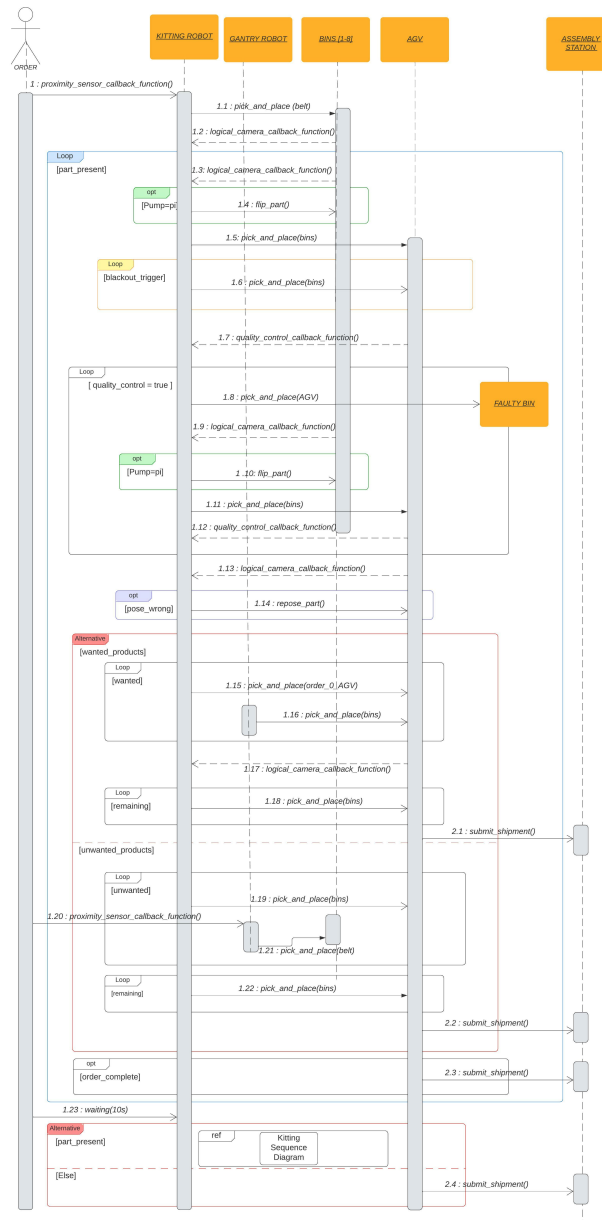 KITTING ROBOT
GANTRY ROBOT
BINS [1-8]
AGV
ASSEMBLY
STATION
ORDER
1 : proximity_sensor_callback_function()
1.1 : pick_and_place (belt)
1.2 : logical_camera_callback_function()
Loop
[part_present]
1.3: logical_camera_callback_function()
opt
[Pump=pi]
1.4 : flip_part()
1.5: pick_and_place(bins)
Loop
[blackout_trigger]
1.6 : pick_and_place(bins)
1.7 : quality_control_callback_function()
Loop
[ quality_control = true ]
1.8 : pick_and_place(AGV)
FAULTY BIN
1.9 : logical_camera_callback_function()
opt
[Pump=pi]
1 .10: flip_part()
1.11 : pick_and_place(bins)
1.12 : quality_control_callback_function()
1.13 : logical_camera_callback_function()
opt
[pose_wrong]
1.14 : repose_part()
Alternative
[wanted_products]
Loop
[wanted]
1.15 : pick_and_place(order_0_AGV)
1.16 : pick_and_place(bins)
1.17 : logical_camera_callback_function()
Loop
[remaining]
1.18 : pick_and_place(bins)
2.1 : submit_shipment()
[unwanted_products]
Loop
[unwanted]
1.19 : pick_and_place(bins)
1.20 : proximity_sensor_callback_function()
1.21 : pick_and_place(belt)
Loop
[remaining]
1.22 : pick_and_place(bins)
2.2 : submit_shipment()
opt
[order_complete]
2.3 : submit_shipment()
1.23 : waiting(10s)
Alternative
[part_present]
ref
Kitting
Sequence
Diagram
[Else]
2.4 : submit_shipment()